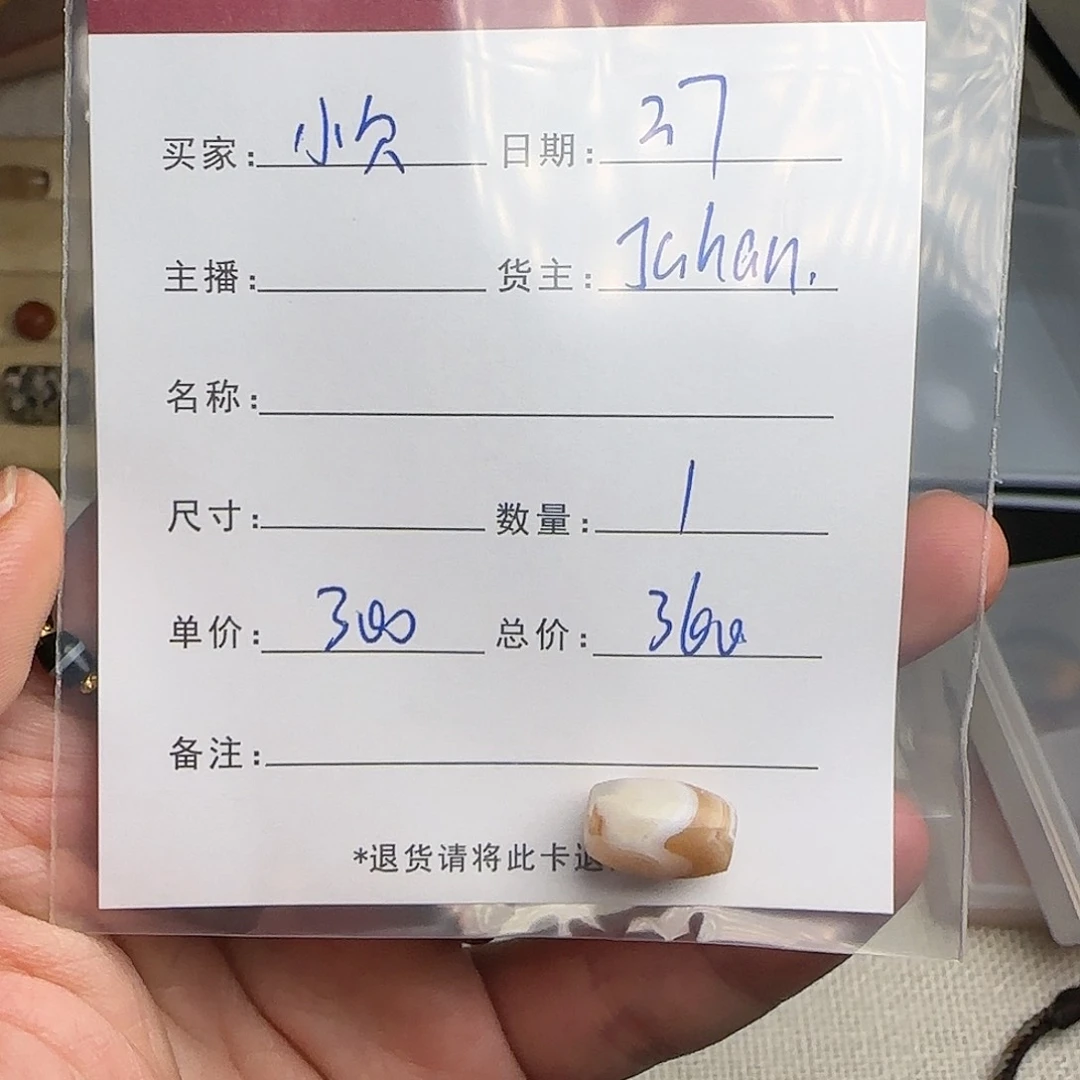 买家: 小欠 日期: 27
主播: 货主: Jahan.
名称:
尺寸: 数量: 1
单价: 300 总价: 360
备注:
*退货请将此卡退